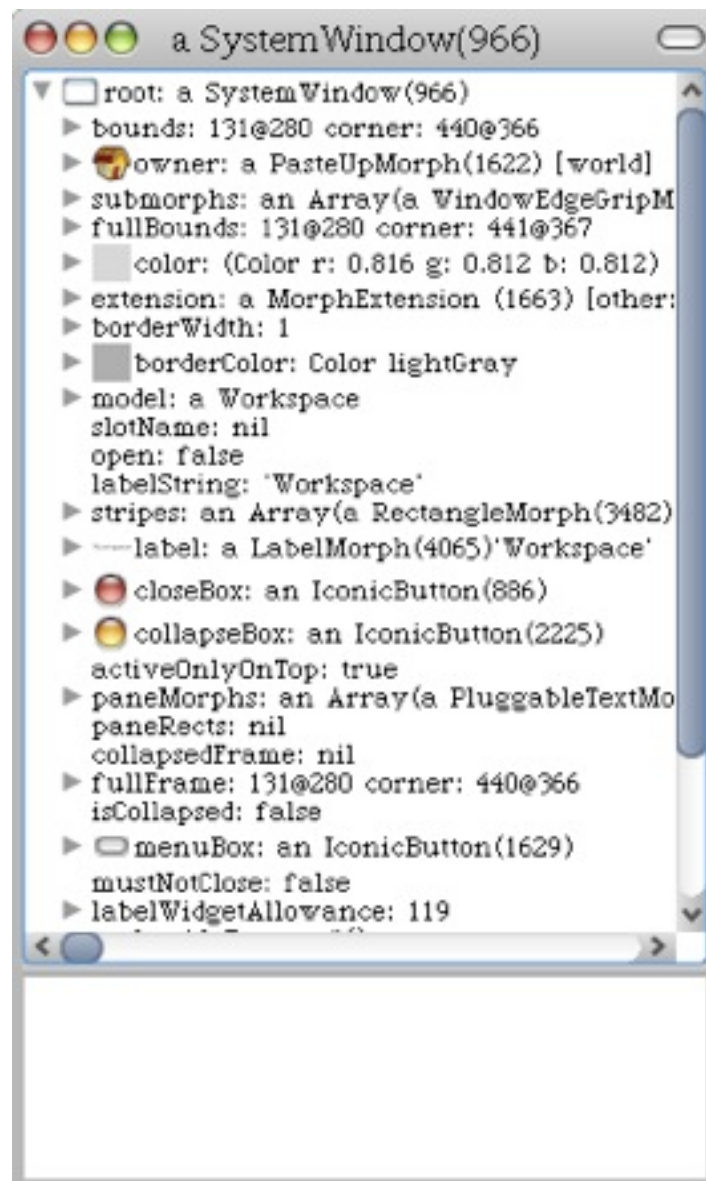 a SystemWindow(966)
root: a SystemWindow(966)
bounds: 131@280 corner: 440@366
owner: a PasteUpMorph(1622) [world]
submorphs: an Array(a WindowEdgeGripM
fullBounds: 131@280 corner: 441@367
color: (Color r: 0.816 g: 0.812 b: 0.812)
extension: a MorphExtension (1663) [other:
borderWidth: 1
borderColor: Color lightGray
model: a Workspace
slotName: nil
open: false
labelString: 'Workspace'
stripes: an Array(a RectangleMorph(3482)
label: a LabelMorph(4065)'Workspace'
closeBox: an IconicButton(886)
collapseBox: an IconicButton(2225)
activeOnlyOnTop: true
paneMorphs: an Array(a PluggableTextMo
paneRects: nil
collapsedFrame: nil
fullFrame: 131@280 corner: 440@366
isCollapsed: false
menuBox: an IconicButton(1629)
mustNotClose: false
labelWidgetAllowance: 119